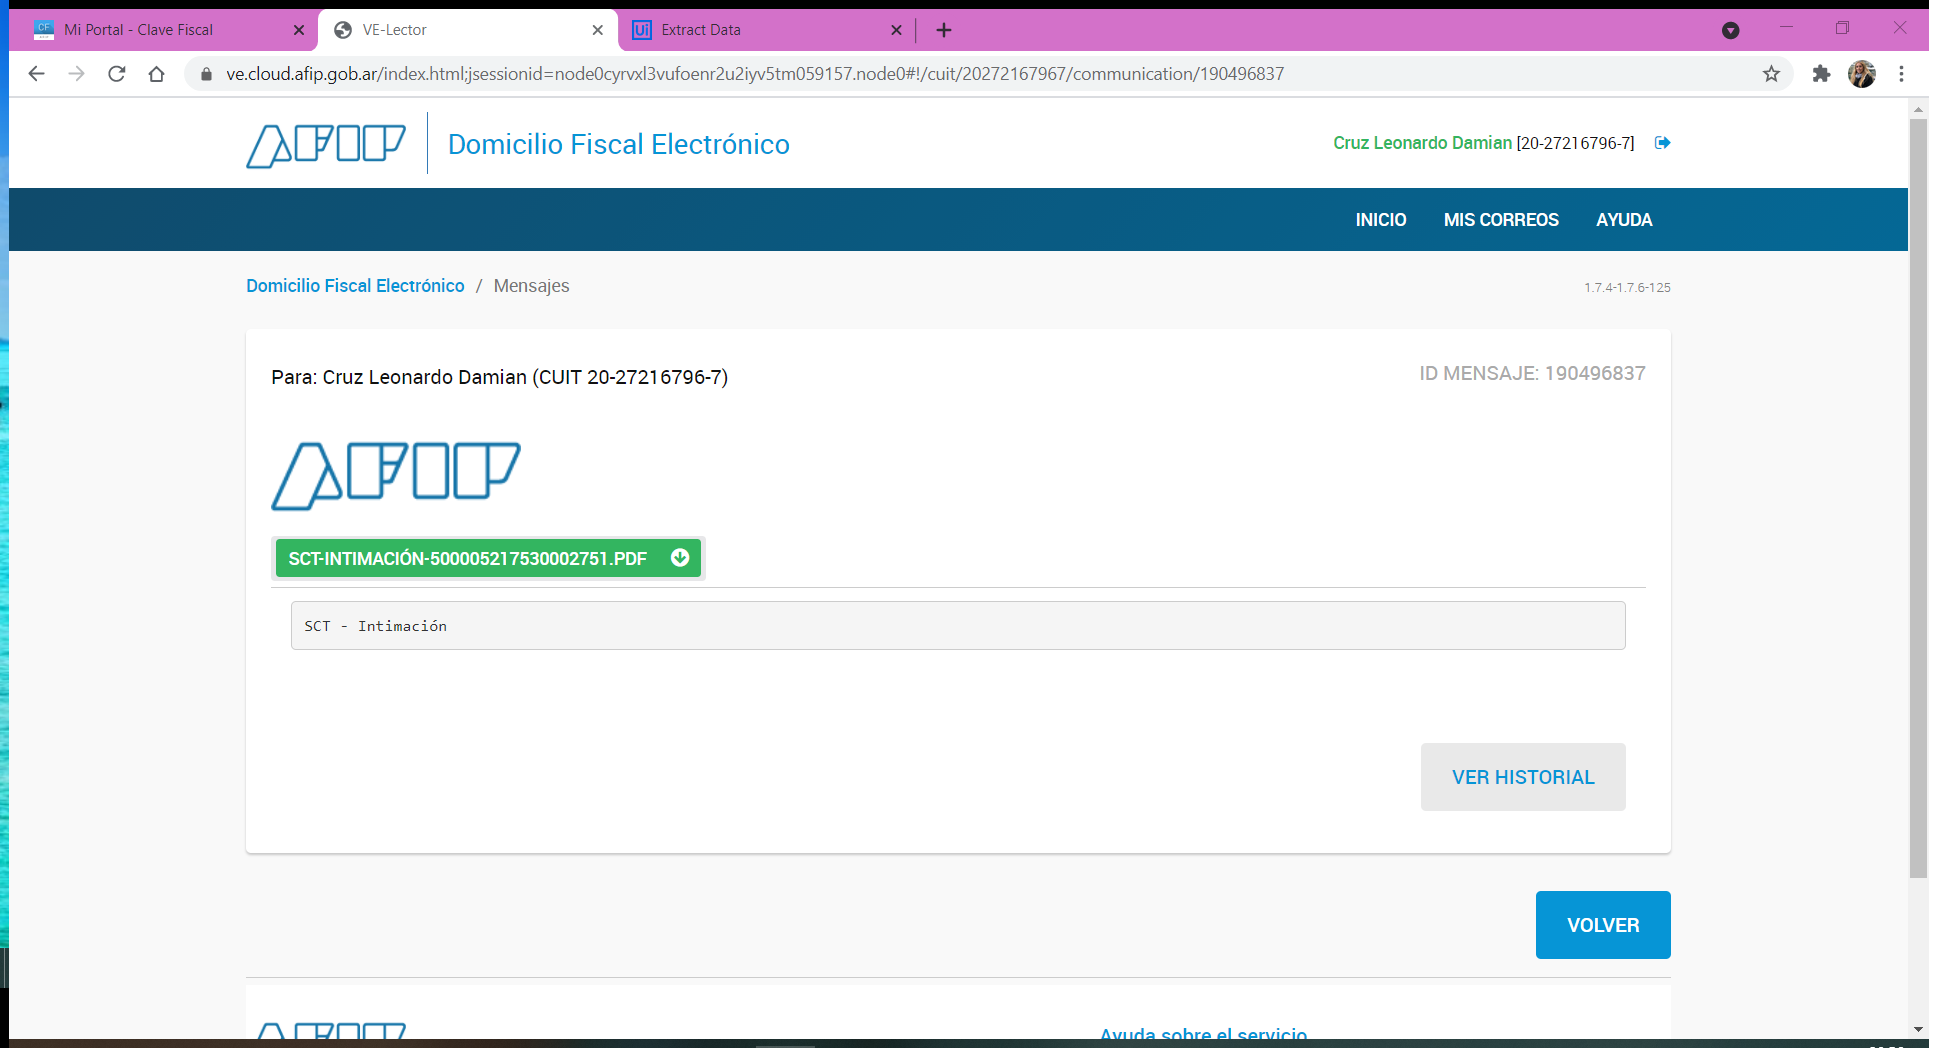 CF
Mi Portal - Clave Fiscal
VE-Lector
Ui
Extract Data
ve.cloud.afip.gob.ar/index.html;jsessionid=node0cyrvxl3vufoenr2u2iyv5tm059157.node0#!/cuit/20272167967/communication/190496837
AFIP
Domicilio Fiscal Electrónico
Cruz Leonardo Damian [20-27216796-7]
INICIO
MIS CORREOS
AYUDA
Domicilio Fiscal Electrónico / Mensajes
1.7.4-1.7.6-125
Para: Cruz Leonardo Damian (CUIT 20-27216796-7)
ID MENSAJE: 190496837
AFIP
SCT-INTIMACIÓN-500005217530002751.PDF
SCT - Intimación
VER HISTORIAL
VOLVER
AFIP
Ayuda sobre el servicio